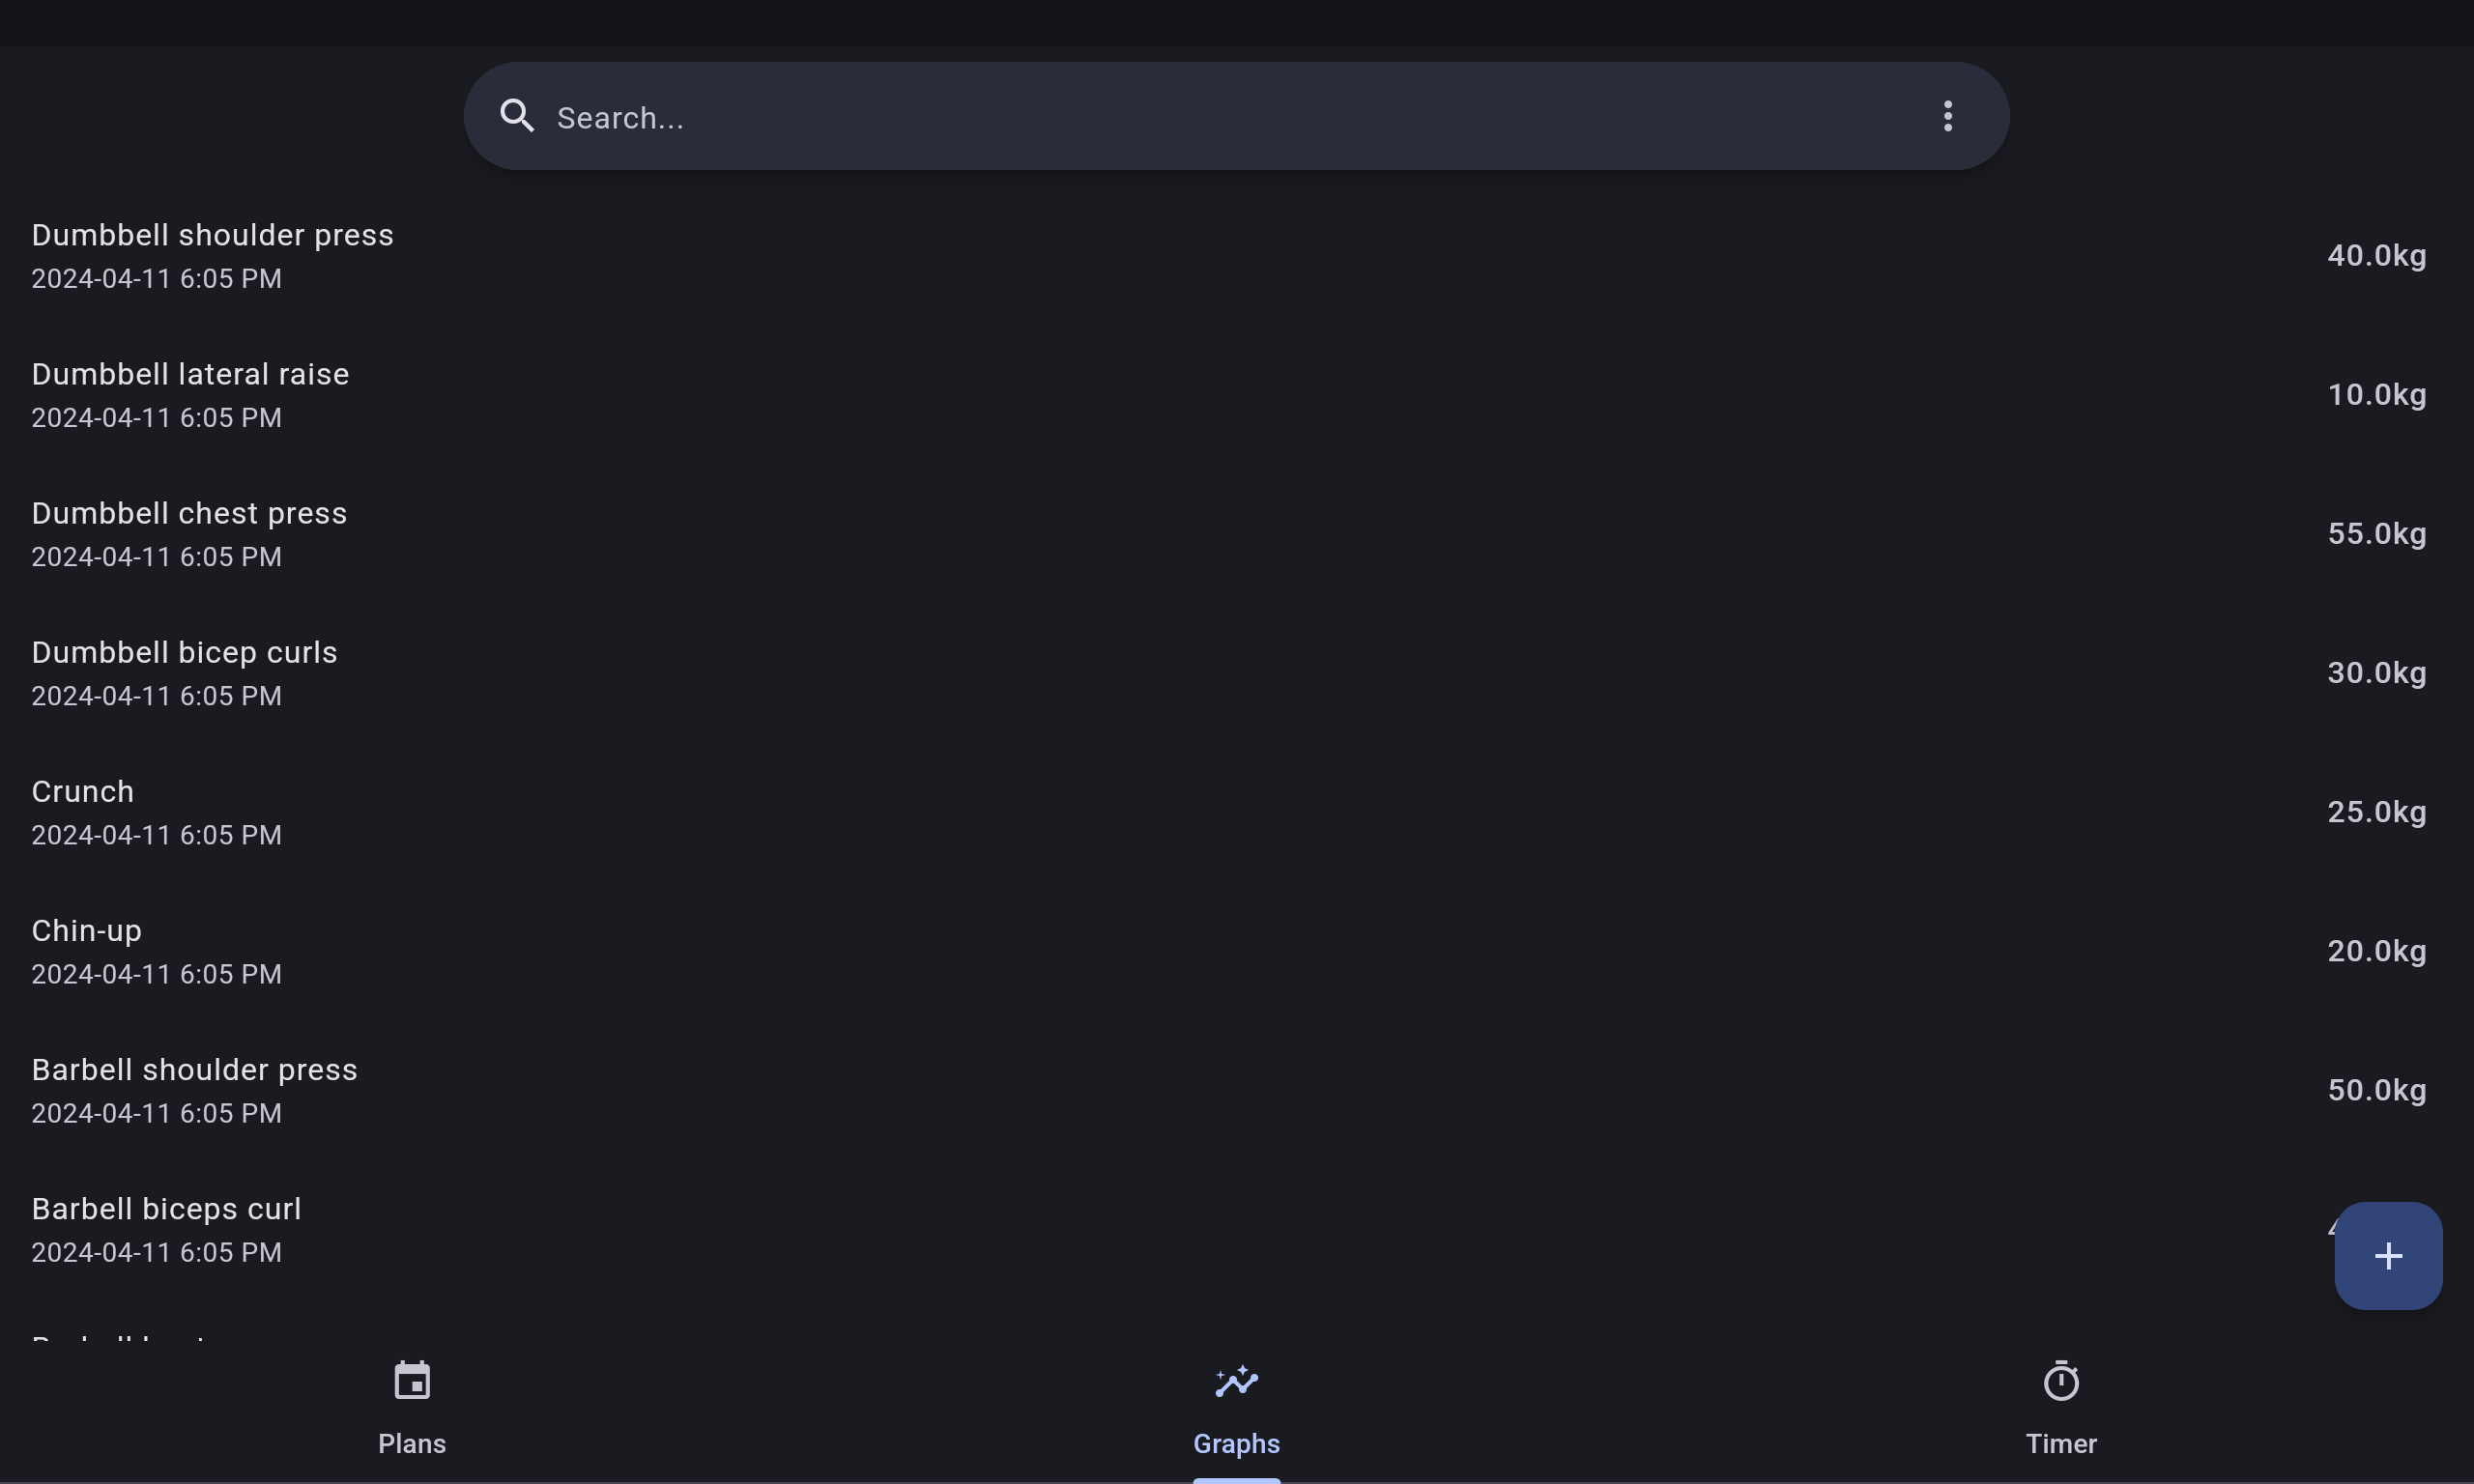 Search...
Dumbbell shoulder press
2024-04-11 6:05 PM
40.0kg
Dumbbell lateral raise
2024-04-11 6:05 PM
10.0kg
Dumbbell chest press
2024-04-11 6:05 PM
55.0kg
Dumbbell bicep curls
2024-04-11 6:05 PM
30.0kg
Crunch
2024-04-11 6:05 PM
25.0kg
Chin-up
2024-04-11 6:05 PM
20.0kg
Barbell shoulder press
2024-04-11 6:05 PM
50.0kg
Barbell biceps curl
2024-04-11 6:05 PM
Plans
Graphs
Timer